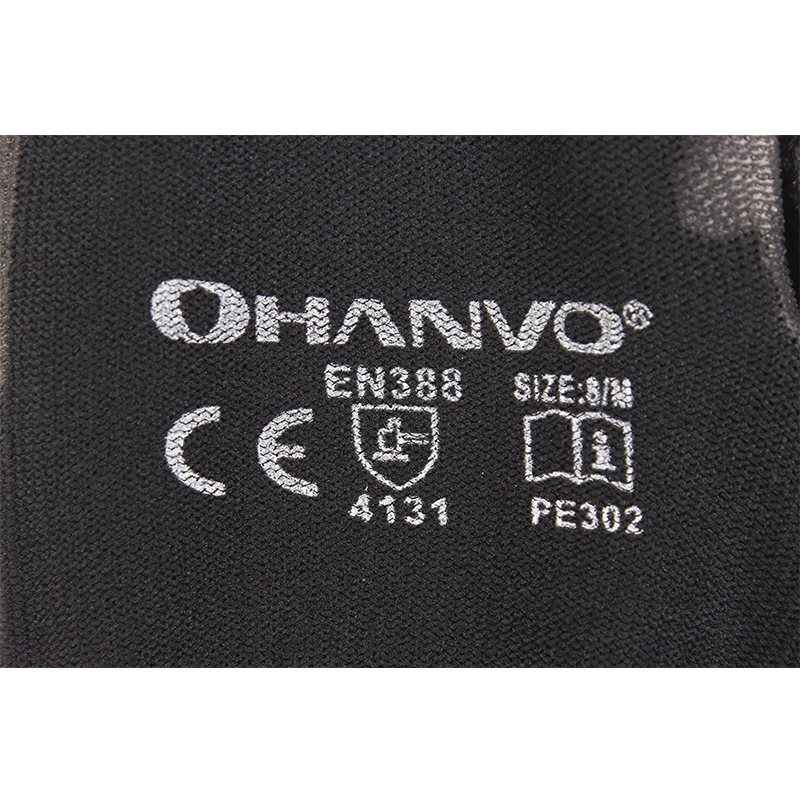 OHANVO®
EN388 SIZE:8/M
CE i
4131 PE302